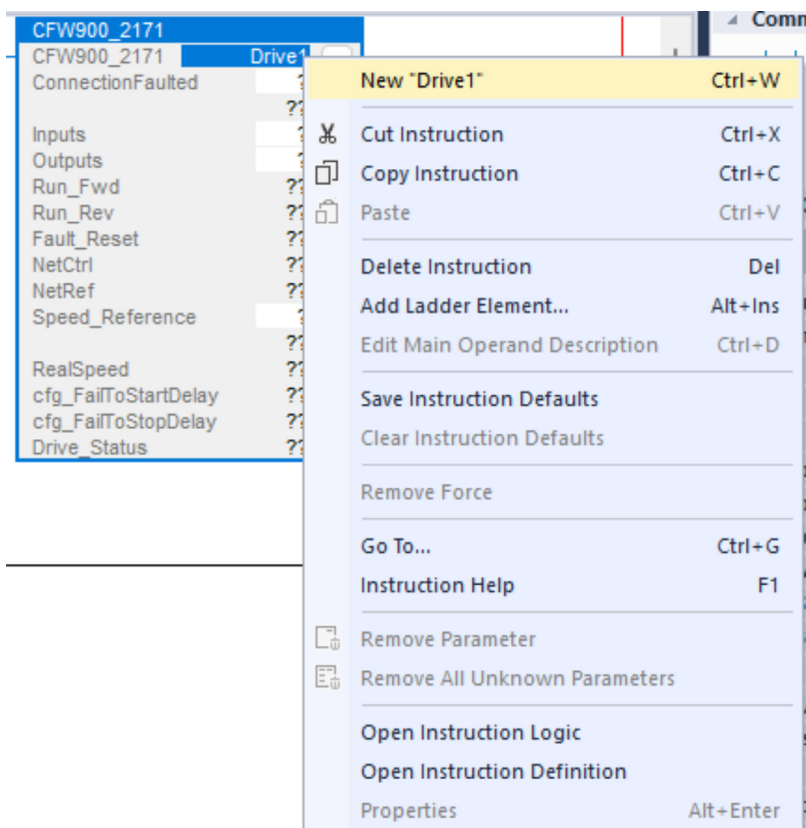 CFW900_2171
CFW900_2171 Drive1
ConnectionFaulted ?
??
Inputs ?
Outputs ?
Run_Fwd ??
Run_Rev ??
Fault_Reset ??
NetCtrl ??
NetRef ??
Speed_Reference ?
??
RealSpeed ??
cfg_FailToStartDelay ??
cfg_FailToStopDelay ??
Drive_Status ??
New "Drive1" Ctrl+W
Cut Instruction Ctrl+X
Copy Instruction Ctrl+C
Paste Ctrl+V
Delete Instruction Del
Add Ladder Element... Alt+Ins
Edit Main Operand Description Ctrl+D
Save Instruction Defaults
Clear Instruction Defaults
Remove Force
Go To... Ctrl+G
Instruction Help F1
Remove Parameter
Remove All Unknown Parameters
Open Instruction Logic
Open Instruction Definition
Properties Alt+Enter